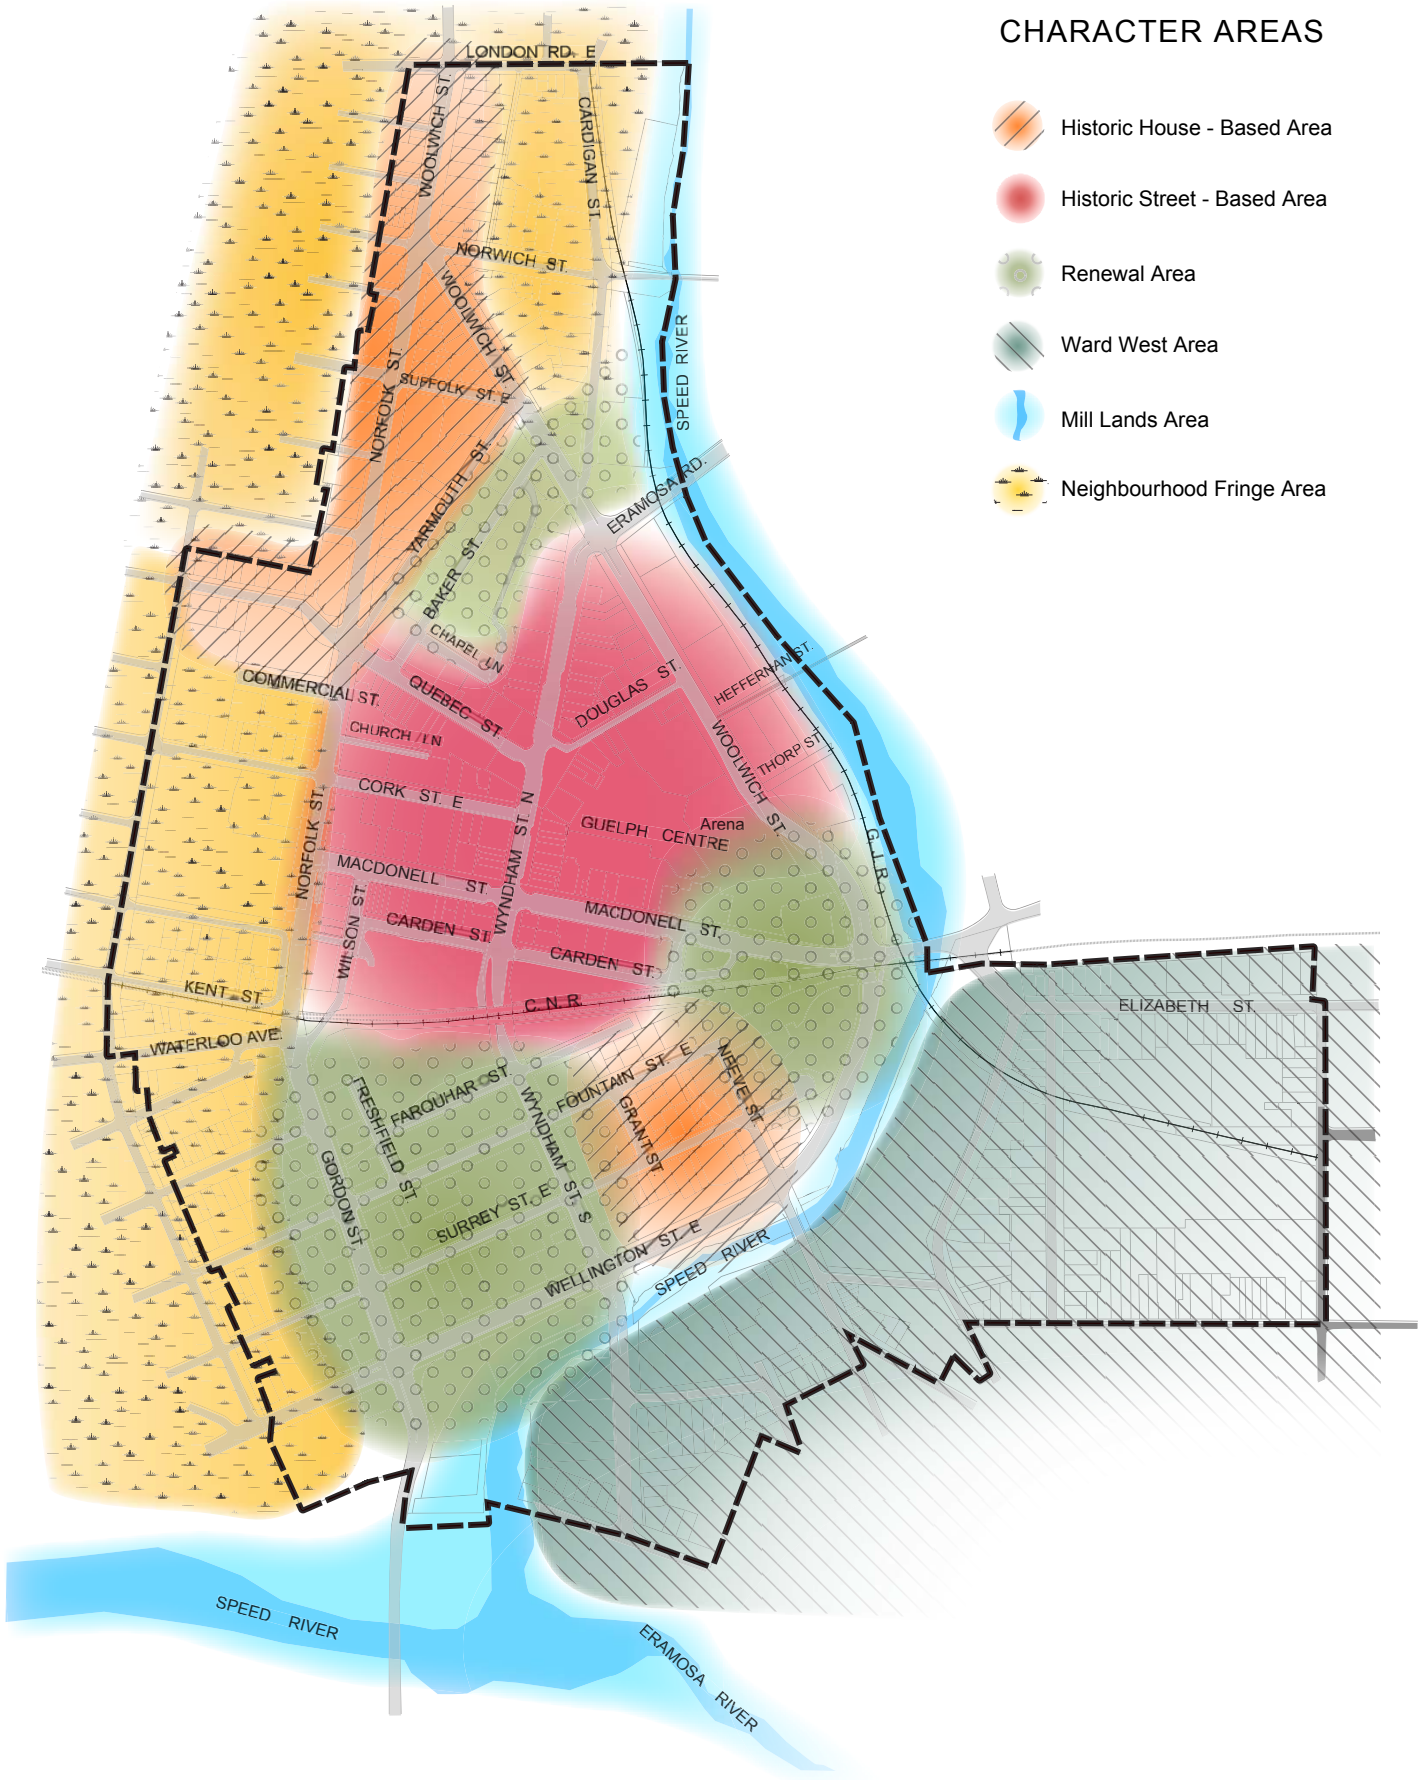 CHARACTER AREAS
Historic House - Based Area
Historic Street - Based Area
Renewal Area
Ward West Area
Mill Lands Area
Neighbourhood Fringe Area
LONDON RD. E
WOOLWICH ST.
CARDIGAN ST.
NORWICH ST.
WOOLWICH ST.
SPEED RIVER
NORFOLK ST.
SUFFOLK ST. E
YARMOUTH ST.
ERAMOSA RD.
BAKER ST.
CHAPEL LN
COMMERCIAL ST.
QUEBEC ST.
DOUGLAS ST.
HEFFERNAN ST.
CHURCH LN
WOOLWICH ST.
THORP ST.
CORK ST. E
NORFOLK ST.
WYNDHAM ST. N
GUELPH CENTRE
Arena
G. J. R.
MACDONELL ST.
MACDONELL ST.
WILSON ST.
CARDEN ST.
CARDEN ST.
KENT ST.
C. N. R.
ELIZABETH ST.
WATERLOO AVE.
FRESHFIELD ST.
FARQUHAR ST.
FOUNTAIN ST. E
NEEVE ST.
GRANT ST.
WYNDHAM ST. S
GORDON ST.
SURREY ST. E
WELLINGTON ST. E
SPEED RIVER
SPEED RIVER
ERAMOSA RIVER